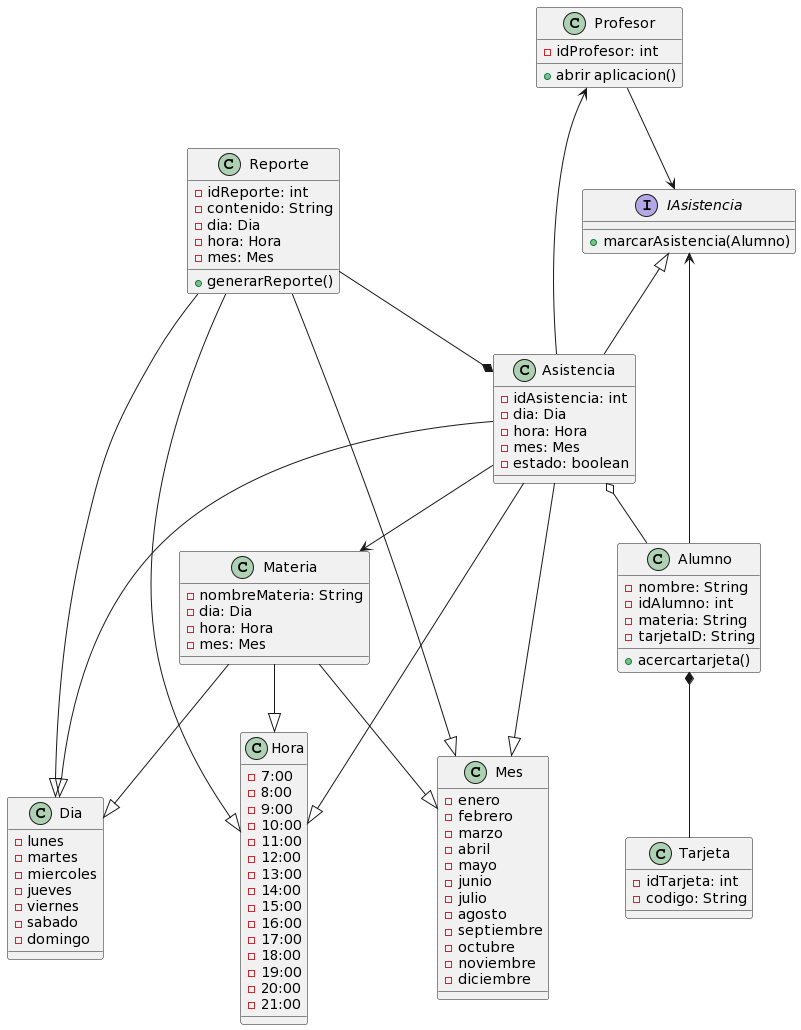 C Profesor
idProfesor: int
abrir aplicacion()
C Reporte
idReporte: int
contenido: String
dia: Dia
hora: Hora
mes: Mes
generarReporte()
I IAsistencia
marcarAsistencia(Alumno)
C Asistencia
idAsistencia: int
dia: Dia
hora: Hora
mes: Mes
estado: boolean
C Materia
nombreMateria: String
dia: Dia
hora: Hora
mes: Mes
C Alumno
nombre: String
idAlumno: int
materia: String
tarjetaID: String
acercartarjeta()
C Dia
lunes
martes
miercoles
jueves
viernes
sabado
domingo
C Hora
7:00
8:00
9:00
10:00
11:00
12:00
13:00
14:00
15:00
16:00
17:00
18:00
19:00
20:00
21:00
C Mes
enero
febrero
marzo
abril
mayo
junio
julio
agosto
septiembre
octubre
noviembre
diciembre
C Tarjeta
idTarjeta: int
codigo: String